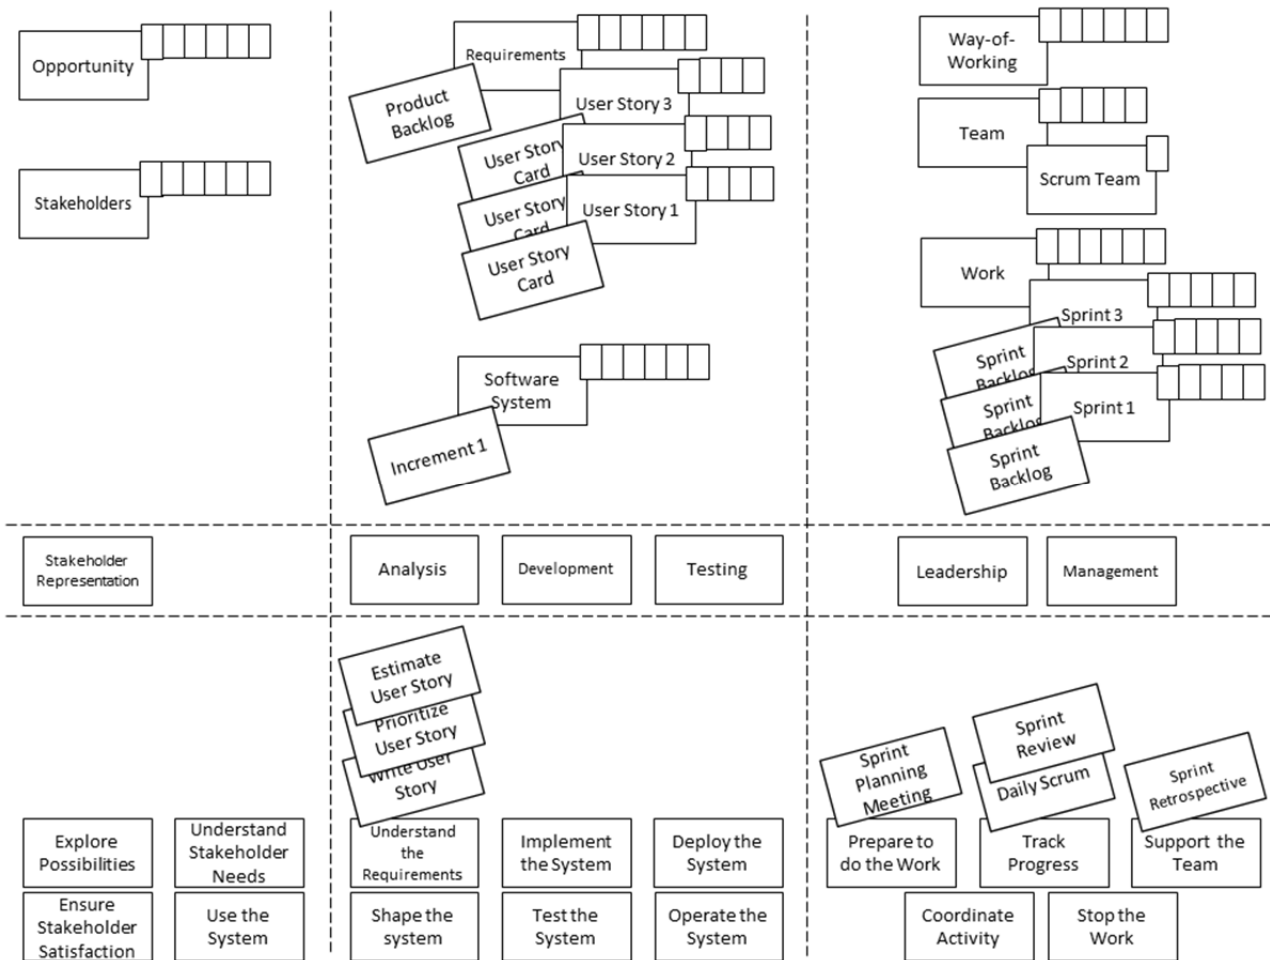 Opportunity
Stakeholders
Requirements
Product
Backlog
User Story 3
User Story
Card
User Story 2
User Story
Card
User Story 1
User Story
Card
Software
System
Increment 1
Way-of-
Working
Team
Scrum Team
Work
Sprint 3
Sprint
Backlog
Sprint 2
Sprint
Backlog
Sprint 1
Sprint
Backlog
Stakeholder
Representation
Analysis
Development
Testing
Leadership
Management
Estimate
User Story
Prioritize
User Story
Write User
Story
Sprint
Planning
Meeting
Sprint
Review
Daily Scrum
Sprint
Retrospective
Explore
Possibilities
Understand
Stakeholder
Needs
Understand
the
Requirements
Implement
the System
Deploy the
System
Prepare to
do the Work
Track
Progress
Support the
Team
Ensure
Stakeholder
Satisfaction
Use the
System
Shape the
system
Test the
System
Operate the
System
Coordinate
Activity
Stop the
Work